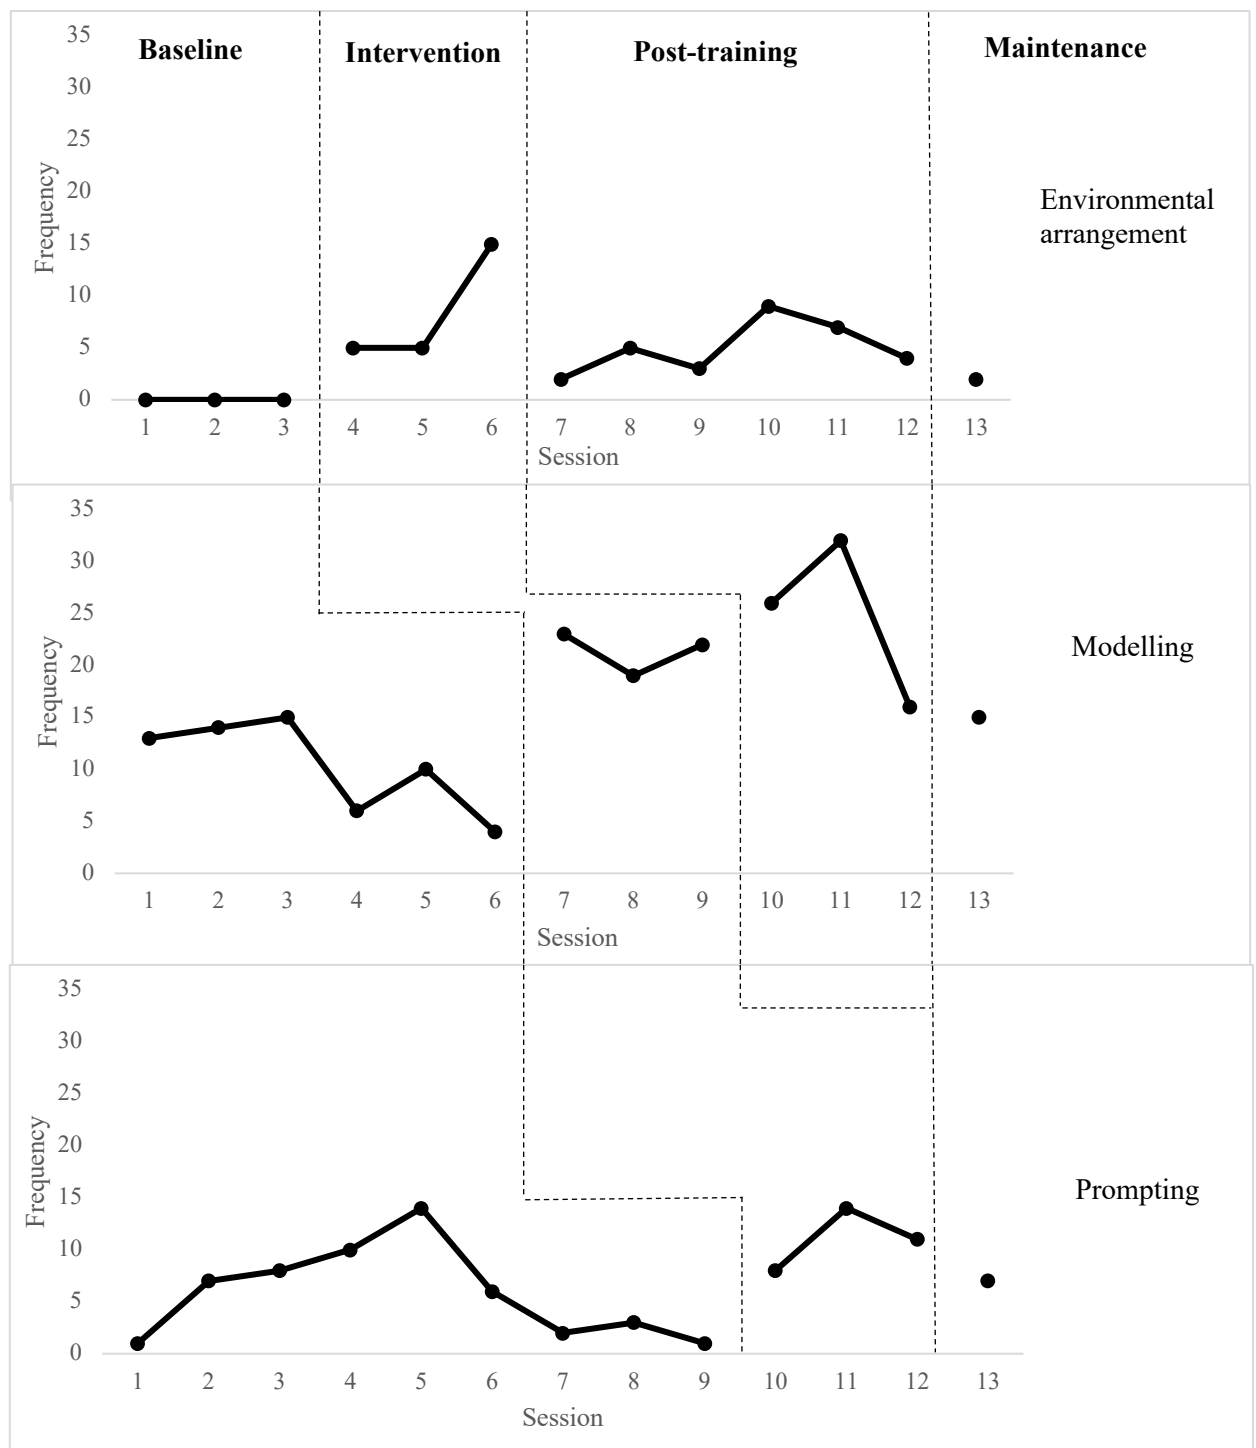 Baseline Intervention Post-training Maintenance
35
30
25
20
15
10
5
0
Frequency
Environmental
arrangement
1 2 3 4 5 6 7 8 9 10 11 12 13
Session
35
30
25
20
15
10
5
0
Frequency
Modelling
1 2 3 4 5 6 7 8 9 10 11 12 13
Session
35
30
25
20
15
10
5
0
Frequency
Prompting
1 2 3 4 5 6 7 8 9 10 11 12 13
Session